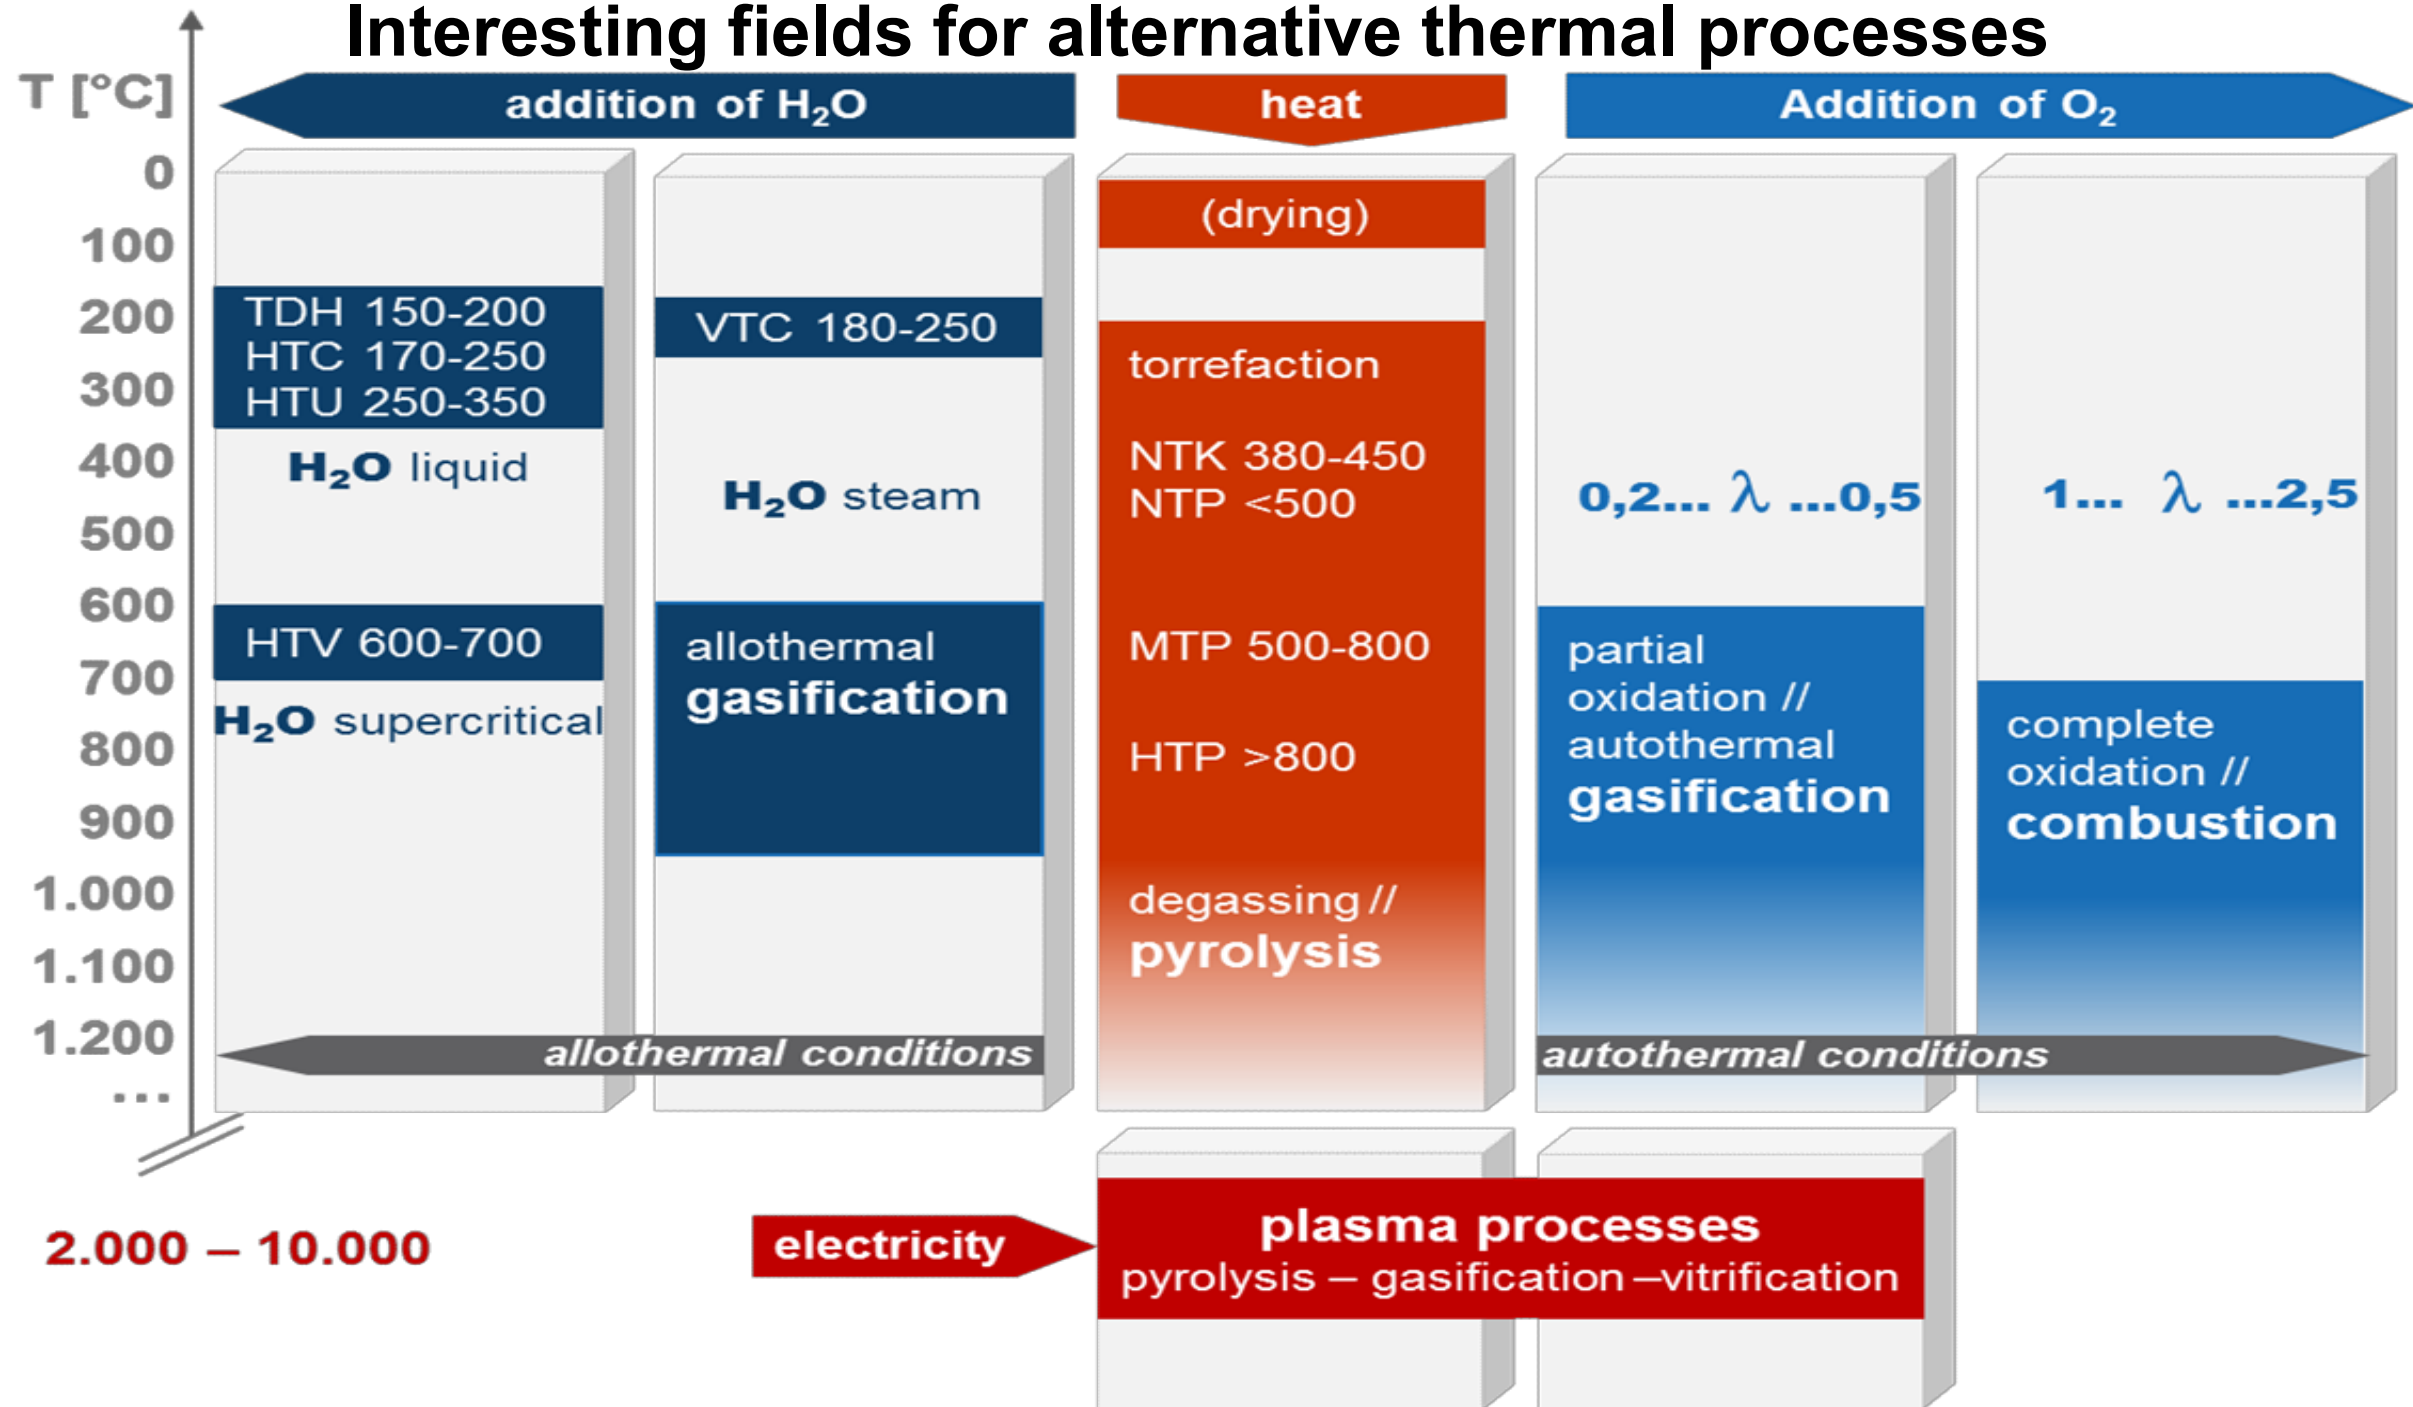 Interesting fields for alternative thermal processes
T [°C]
addition of H₂O
heat
Addition of O₂
0
100
200
300
400
500
600
700
800
900
1.000
1.100
1.200
...
2.000 – 10.000
TDH 150-200
HTC 170-250
HTU 250-350
H₂O liquid
HTV 600-700
H₂O supercritical
VTC 180-250
H₂O steam
allothermal
gasification
allothermal conditions
(drying)
torrefaction
NTK 380-450
NTP <500
MTP 500-800
HTP >800
degassing //
pyrolysis
0,2... λ ...0,5
partial
oxidation //
autothermal
gasification
1... λ ...2,5
complete
oxidation //
combustion
autothermal conditions
electricity
plasma processes
pyrolysis – gasification –vitrification